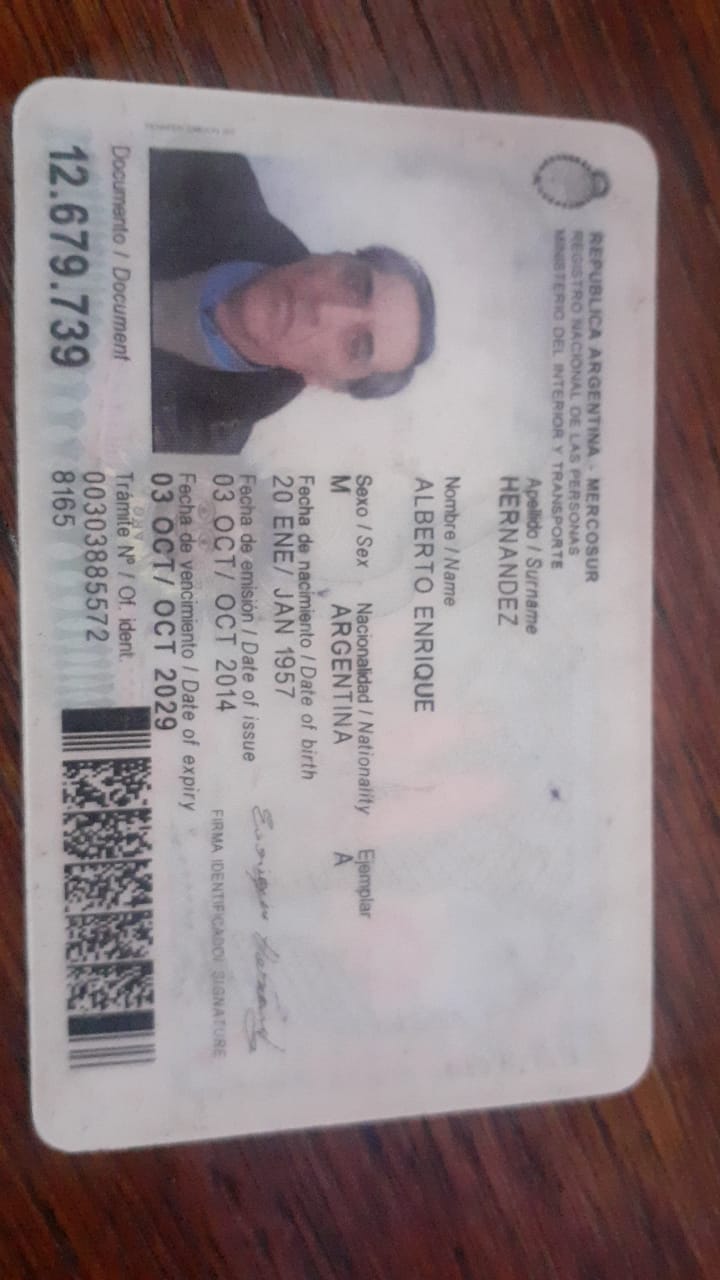 REPUBLICA ARGENTINA - MERCOSUR
REGISTRO NACIONAL DE LAS PERSONAS
MINISTERIO DEL INTERIOR Y TRANSPORTE
Apellido / Surname
HERNANDEZ
Nombre / Name
ALBERTO ENRIQUE
Sexo / Sex Nacionalidad / Nationality Ejemplar
M ARGENTINA A
Fecha de nacimiento / Date of birth
20 ENE/ JAN 1957
Fecha de emisión / Date of issue
03 OCT/ OCT 2014
FIRMA IDENTIFICADO/ SIGNATURE
Fecha de vencimiento / Date of expiry
03 OCT/ OCT 2029
Documento / Document
12.679.739
Trámite Nº / Of. ident.
00303885572
8165